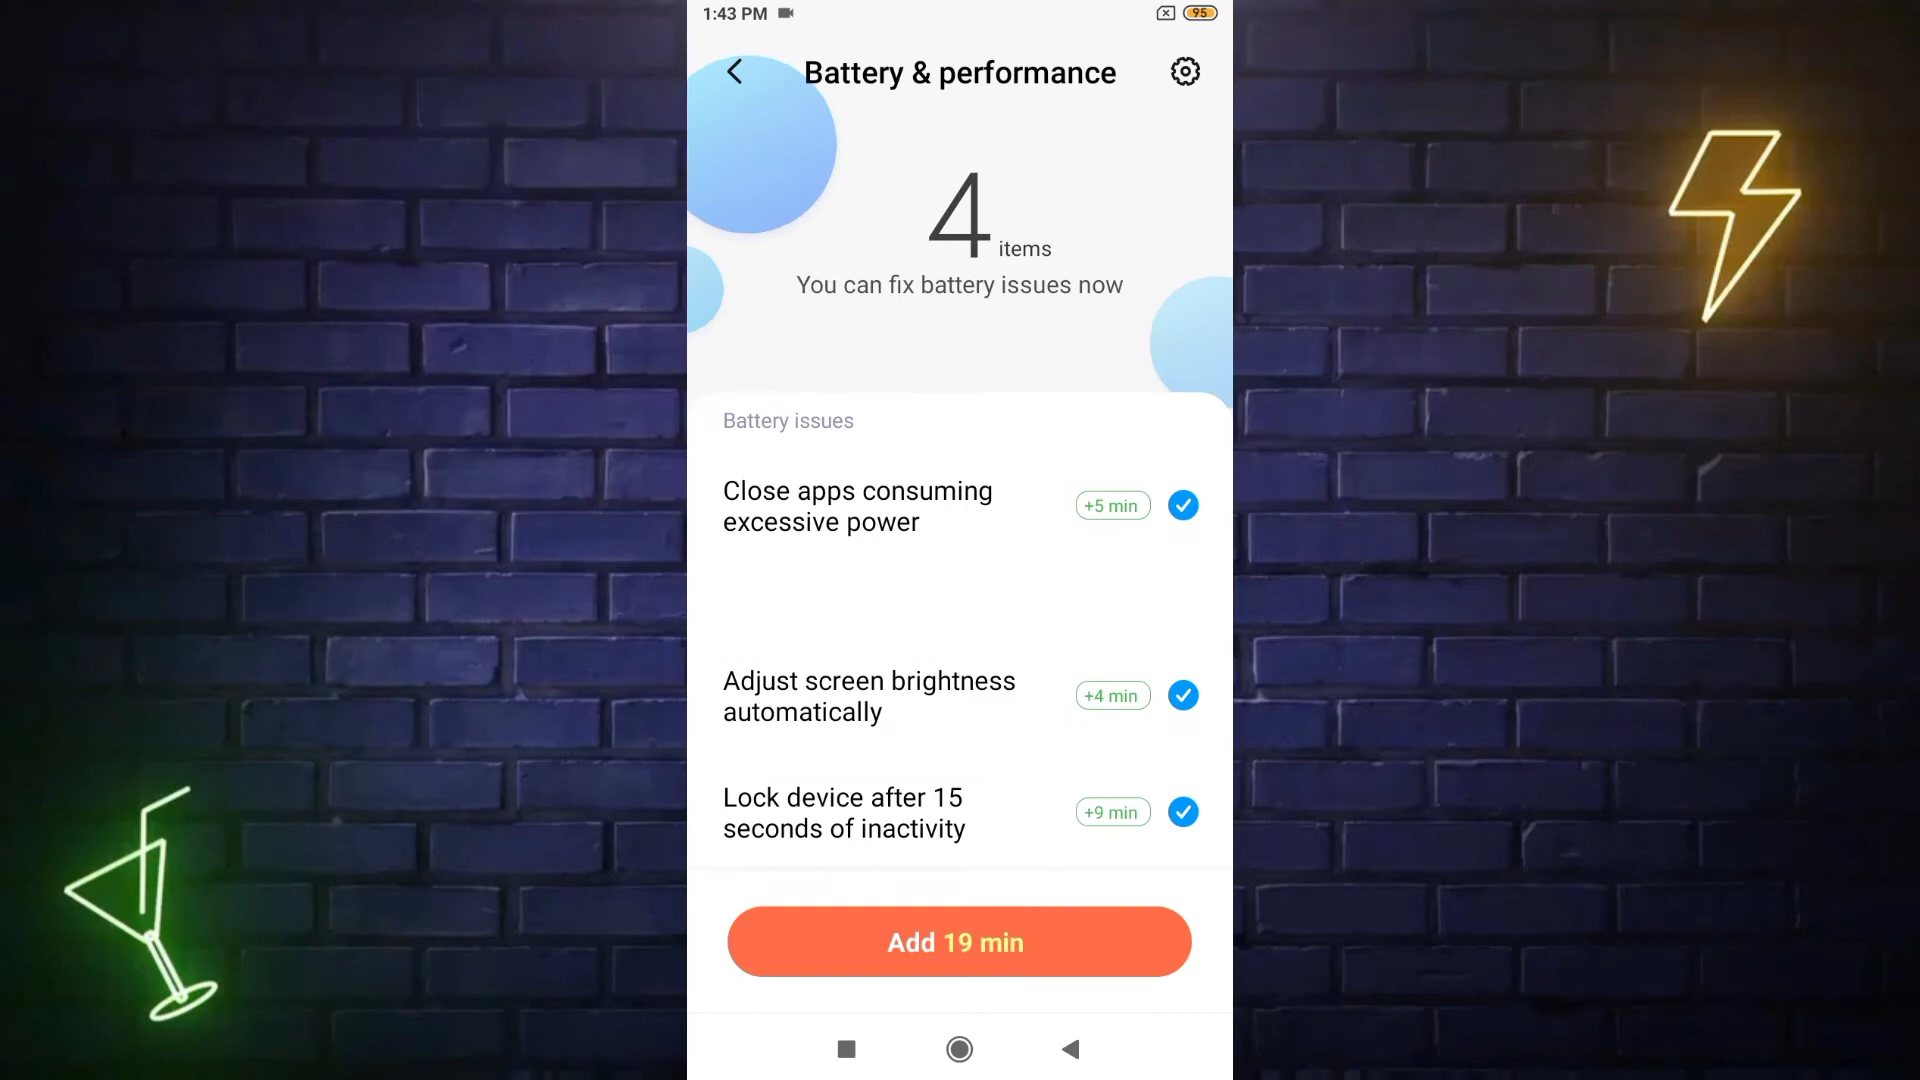 1:43 PM
95
Battery & performance
4 items
You can fix battery issues now
Battery issues
Close apps consuming
excessive power
+5 min
Adjust screen brightness
automatically
+4 min
Lock device after 15
seconds of inactivity
+9 min
Add 19 min